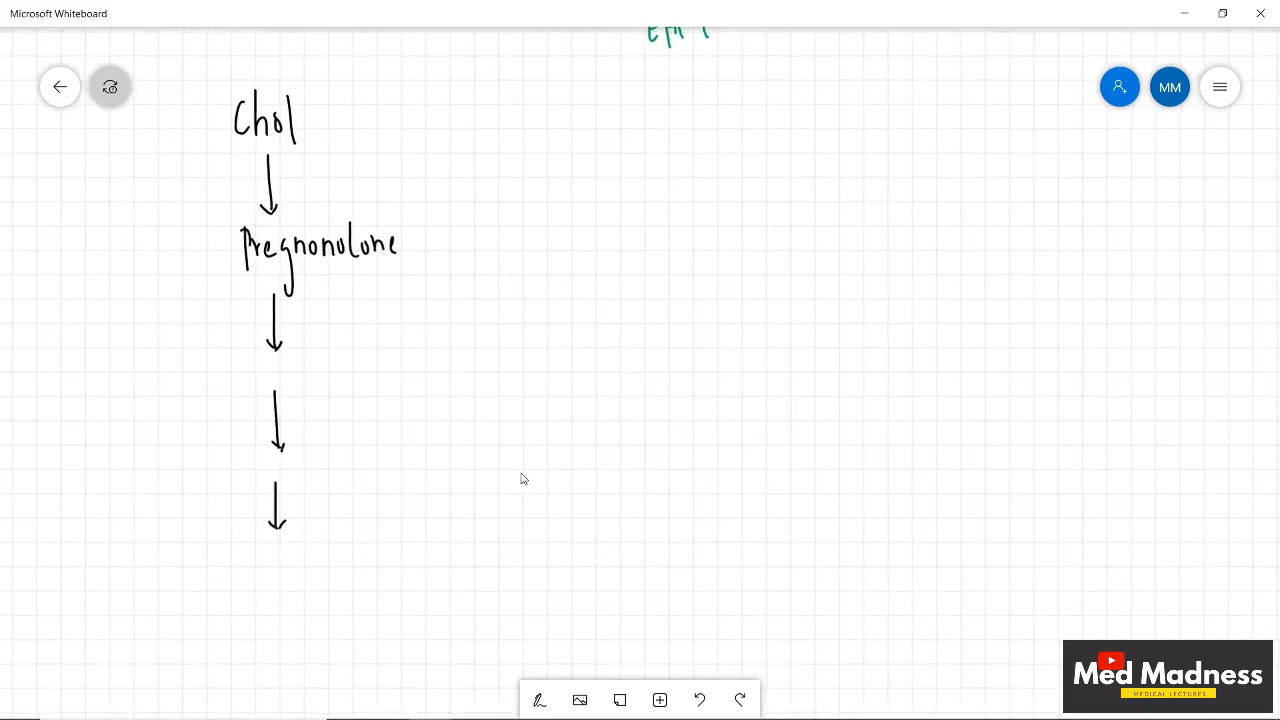 Microsoft Whiteboard
Chol
MM
Pregnonolone
Med Madness
MEDICAL LECTURES